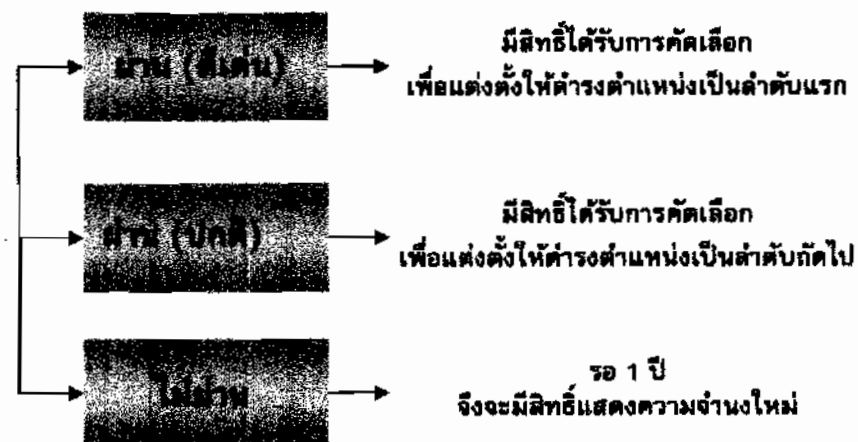 ผ่าน (ดีเด่น)
มีสิทธิ์ได้รับการคัดเลือก
เพื่อแต่งตั้งให้ดำรงตำแหน่งเป็นลำดับแรก
ผ่าน (ปกติ)
มีสิทธิ์ได้รับการคัดเลือก
เพื่อแต่งตั้งให้ดำรงตำแหน่งเป็นลำดับถัดไป
ไม่ผ่าน
รอ 1 ปี
จึงจะมีสิทธิ์แสดงความจำนงใหม่